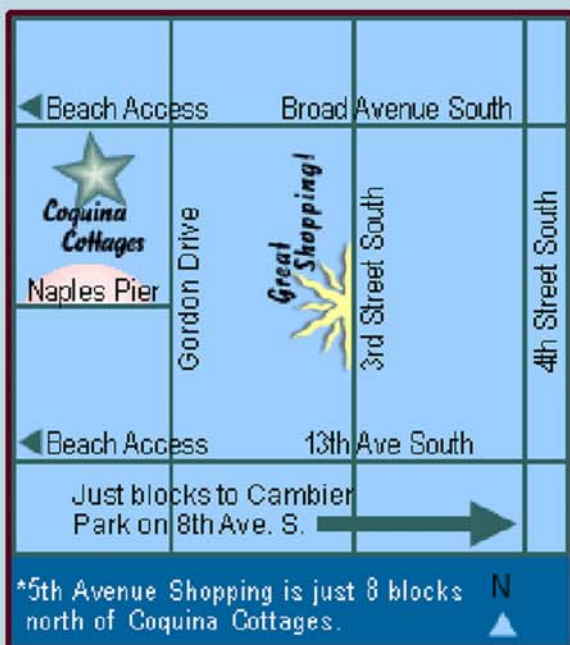 Beach Access
Broad Avenue South
Coquina
Cottages
Great
Shopping!
Naples Pier
Gordon Drive
3rd Street South
4th Street South
Beach Access
13th Ave South
Just blocks to Cambier
Park on 8th Ave. S.
*5th Avenue Shopping is just 8 blocks
north of Coquina Cottages.
N